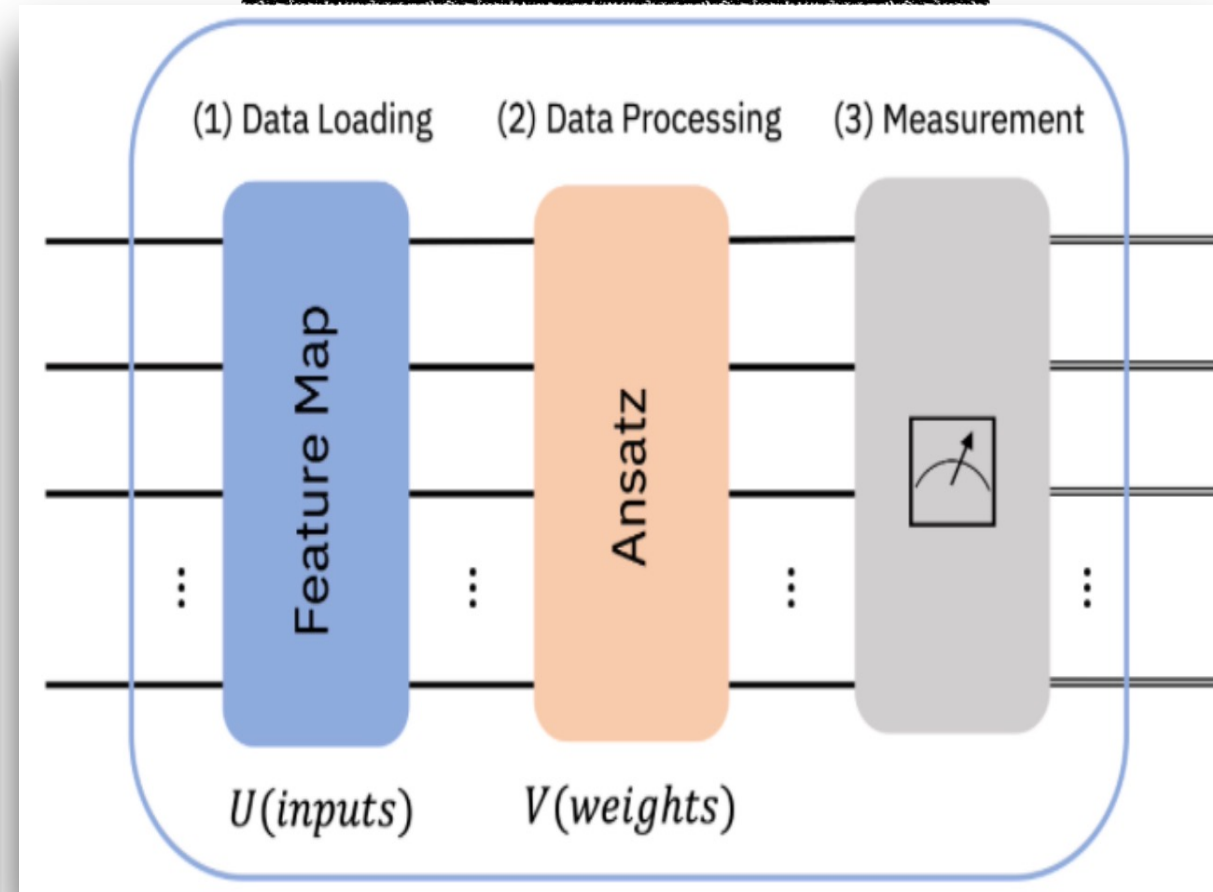 (1) Data Loading (2) Data Processing (3) Measurement
Feature Map
Ansatz
U(inputs) V(weights)